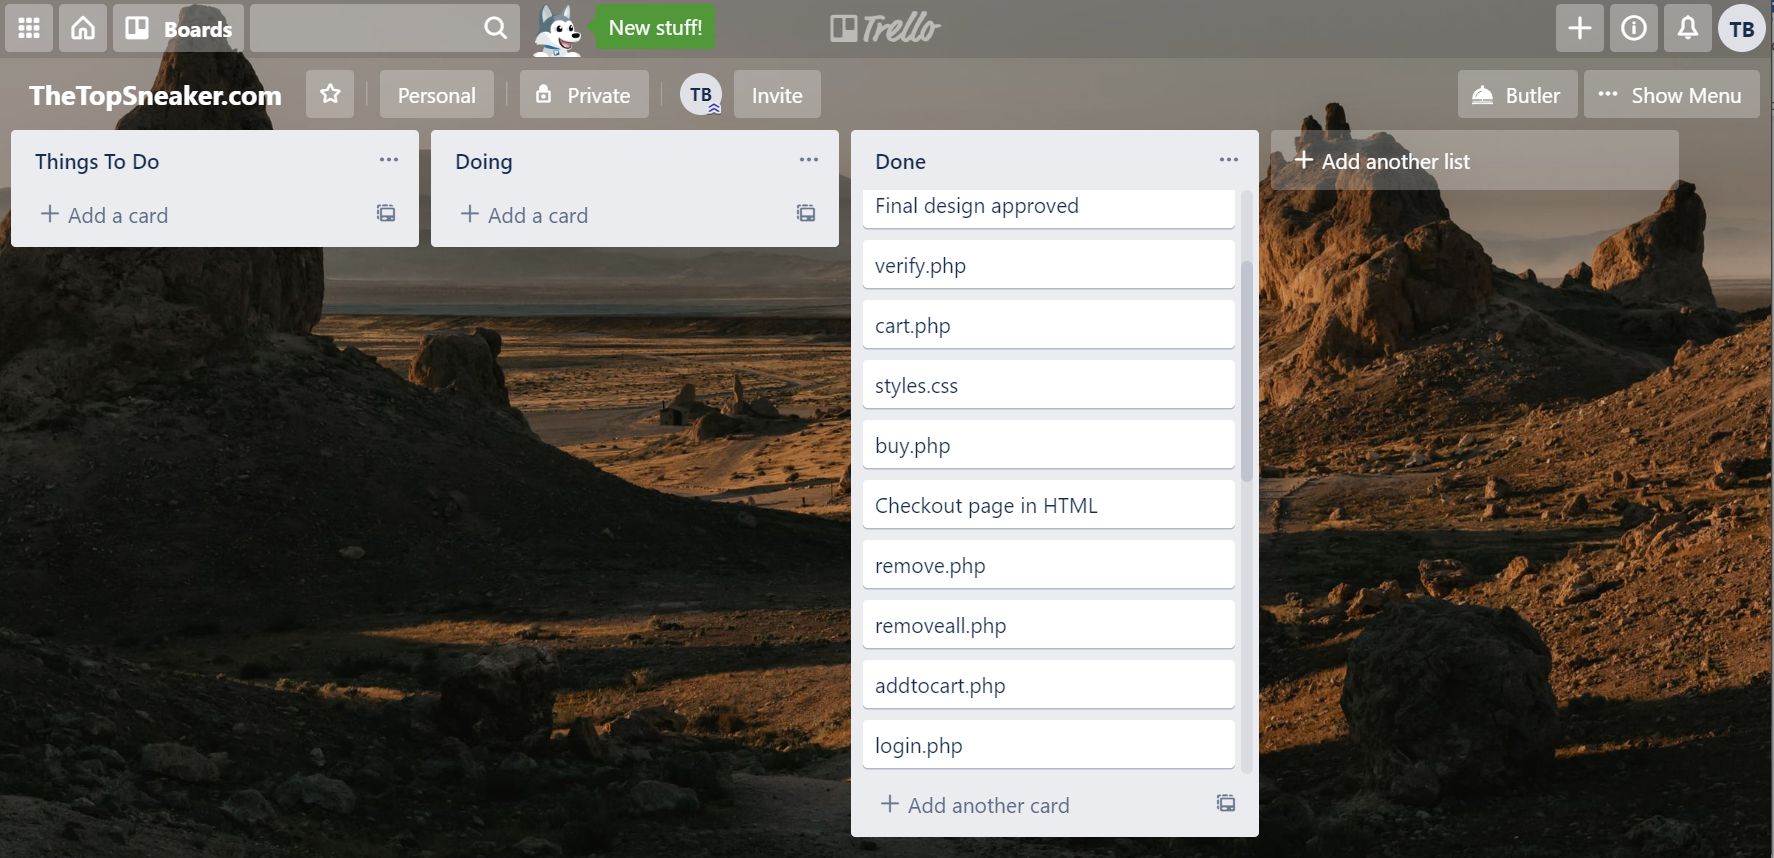 Boards
New stuff!
Trello
TB
TheTopSneaker.com
Personal
Private
TB
Invite
Butler
Show Menu
Things To Do
Add a card
Doing
Add a card
Done
Final design approved
verify.php
cart.php
styles.css
buy.php
Checkout page in HTML
remove.php
removeall.php
addtocart.php
login.php
Add another card
Add another list